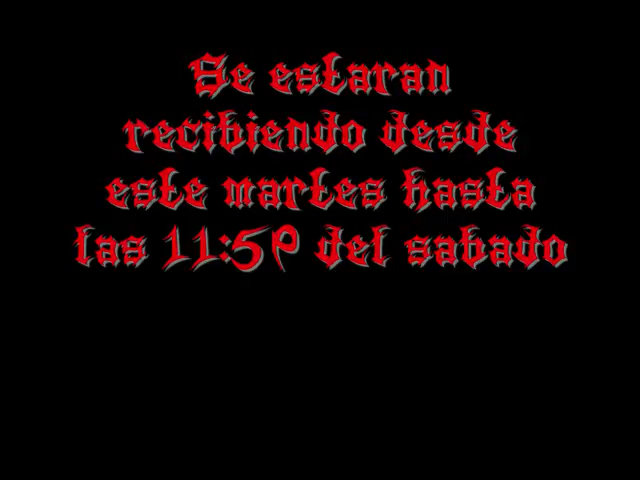 Se estaran
recibiendo desde
este martes hasta
las 11:59 del sabado